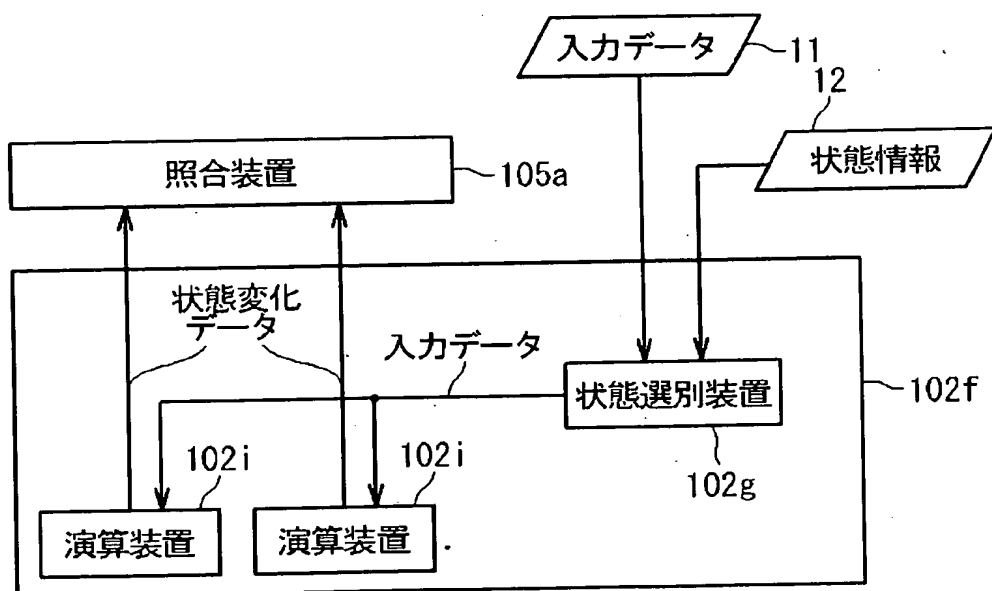 入力データ
11
12
状態情報
照合装置
105a
状態変化
データ
入力データ
状態選別装置
102f
102g
102i
102i
演算装置
演算装置